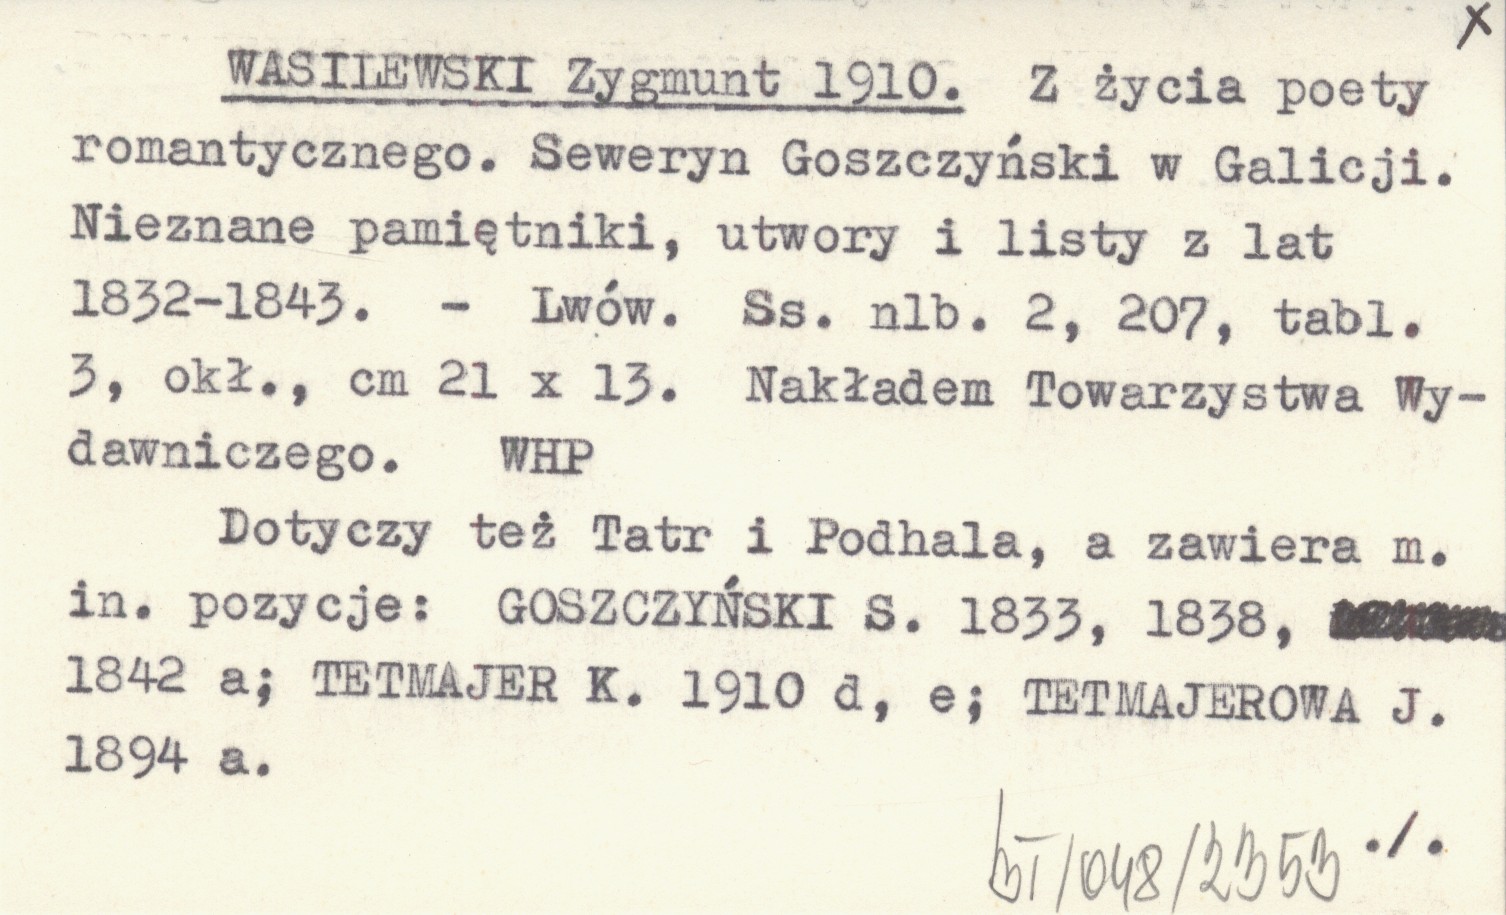 X
WASILEWSKI Zygmunt 1910. Z życia poety
romantycznego. Seweryn Goszczyński w Galicji.
Nieznane pamiętniki, utwory i listy z lat
1832-1843. - Lwów. Ss. nlb. 2, 207, tabl.
3, okł., cm 21 x 13. Nakładem Towarzystwa Wy-
dawniczego. WHP
Dotyczy też Tatr i Podhala, a zawiera m.
in. pozycje: GOSZCZYŃSKI S. 1833, 1838,
1842 a; TETMAJER K. 1910 d, e; TETMAJEROWA J.
1894 a.
./.
/048/2353